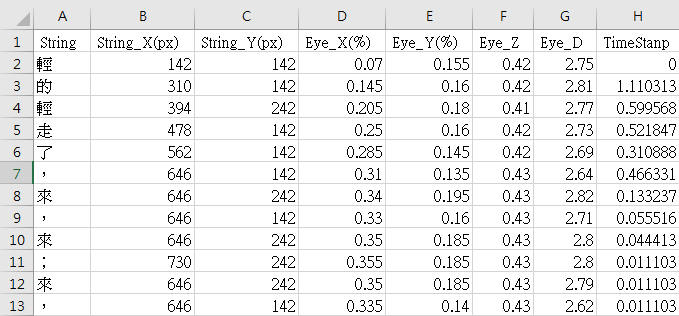 A B C D E F G H
1 String String_X(px) String_Y(px) Eye_X(%) Eye_Y(%) Eye_Z Eye_D TimeStanp
2 輕 142 142 0.07 0.155 0.42 2.75 0
3 的 310 142 0.145 0.16 0.42 2.81 1.110313
4 輕 394 242 0.205 0.18 0.41 2.77 0.599568
5 走 478 142 0.25 0.16 0.42 2.73 0.521847
6 了 562 142 0.285 0.145 0.42 2.69 0.310888
7 , 646 142 0.31 0.135 0.43 2.64 0.466331
8 來 646 242 0.34 0.195 0.43 2.82 0.133237
9 , 646 142 0.33 0.16 0.43 2.71 0.055516
10 來 646 242 0.35 0.185 0.43 2.8 0.044413
11 ; 730 242 0.355 0.185 0.43 2.8 0.011103
12 來 646 242 0.35 0.185 0.43 2.79 0.011103
13 , 646 142 0.335 0.14 0.43 2.62 0.011103